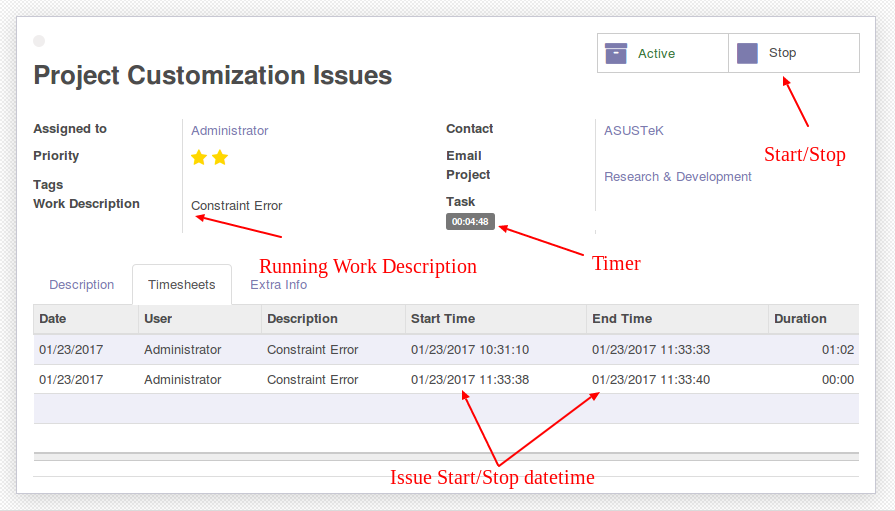 Active
Stop
Project Customization Issues
Start/Stop
Assigned to
Administrator
Priority
Tags
Work Description
Constraint Error
Running Work Description
Contact
ASUSTeK
Email
Project
Research & Development
Task
00:04:48
Timer
Description Timesheets Extra Info
Date User Description Start Time End Time Duration
01/23/2017 Administrator Constraint Error 01/23/2017 10:31:10 01/23/2017 11:33:33 01:02
01/23/2017 Administrator Constraint Error 01/23/2017 11:33:38 01/23/2017 11:33:40 00:00
Issue Start/Stop datetime